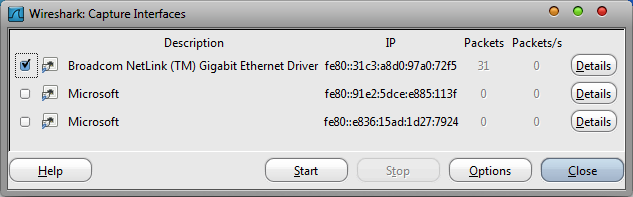 Wireshark: Capture Interfaces
Description IP Packets Packets/s
Broadcom NetLink (TM) Gigabit Ethernet Driver fe80::31c3:a8d0:97a0:72f5 31 0 Details
Microsoft fe80::91e2:5dce:e885:113f 0 0 Details
Microsoft fe80::e836:15ad:1d27:7924 0 0 Details
Help Start Stop Options Close